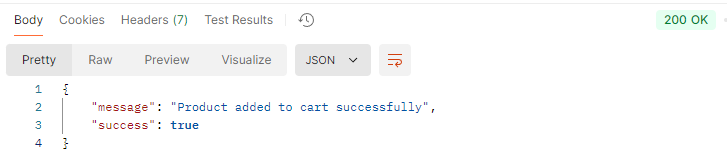 Body Cookies Headers (7) Test Results 200 OK
Pretty Raw Preview Visualize JSON
1 {
2 "message": "Product added to cart successfully",
3 "success": true
4 }